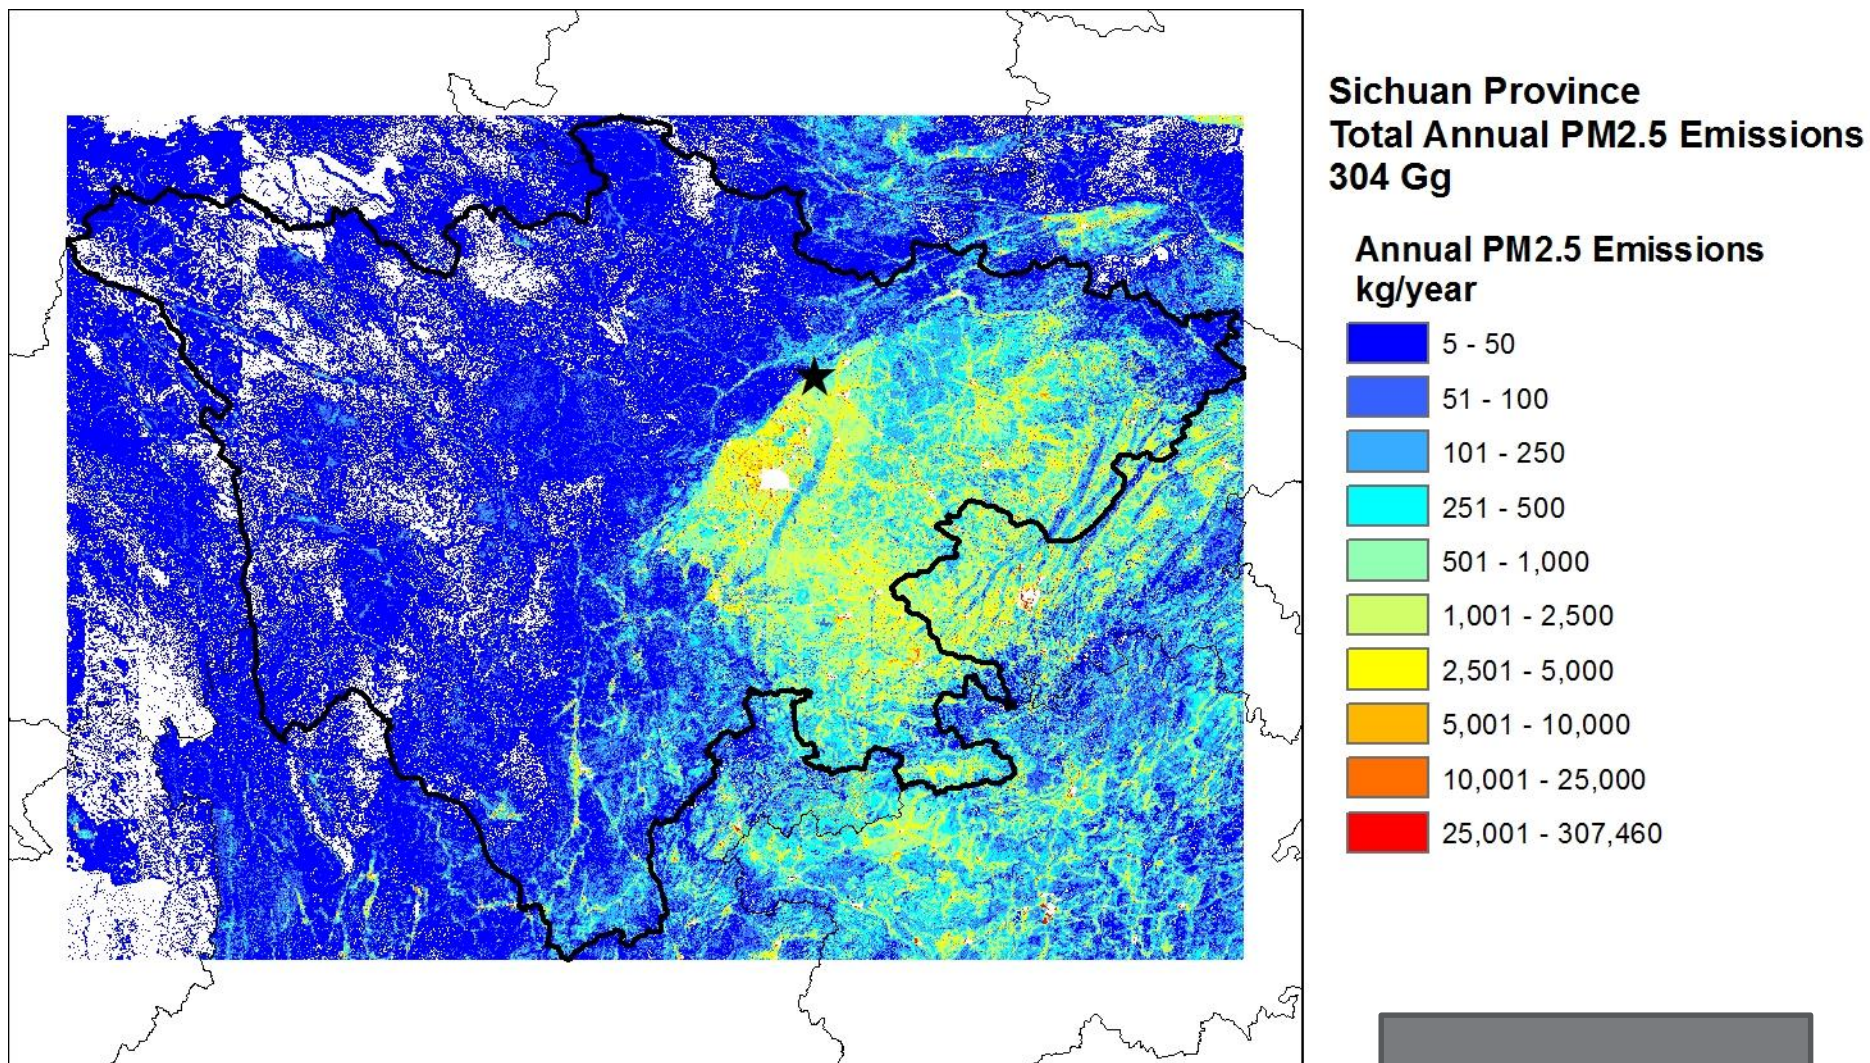 Sichuan Province
Total Annual PM2.5 Emissions
304 Gg
Annual PM2.5 Emissions
kg/year
5 - 50
51 - 100
101 - 250
251 - 500
501 - 1,000
1,001 - 2,500
2,501 - 5,000
5,001 - 10,000
10,001 - 25,000
25,001 - 307,460